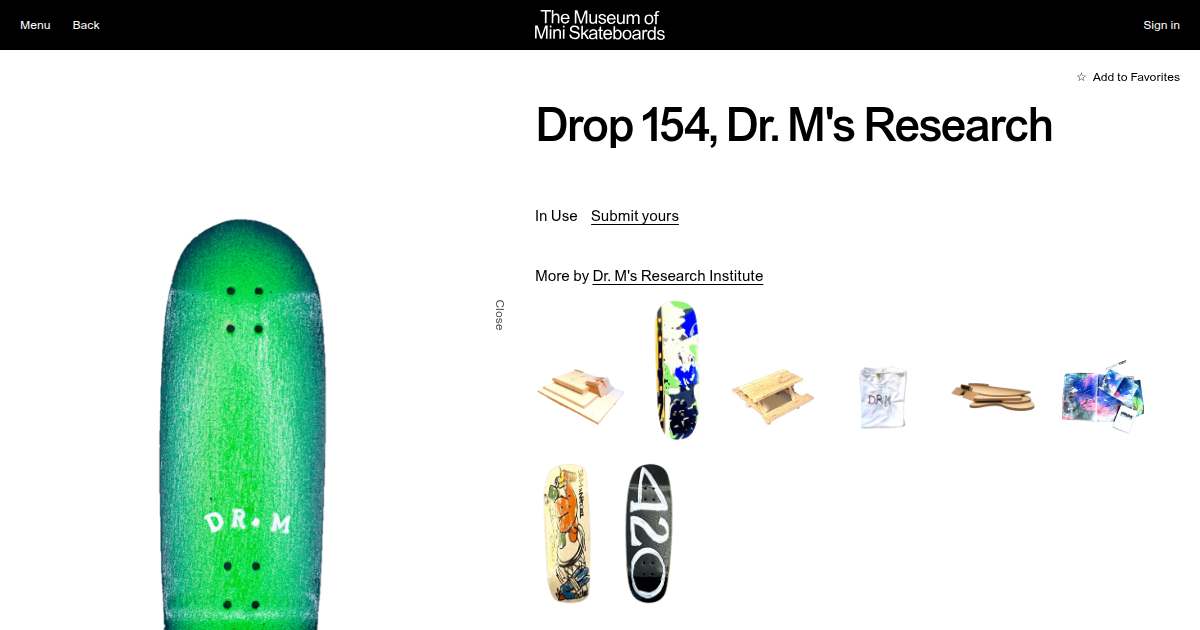 Menu
Back
The Museum of
Mini Skateboards
Sign in
☆ Add to Favorites
Drop 154, Dr. M's Research
In Use Submit yours
More by Dr. M's Research Institute
Close
DR. M
DRM
420